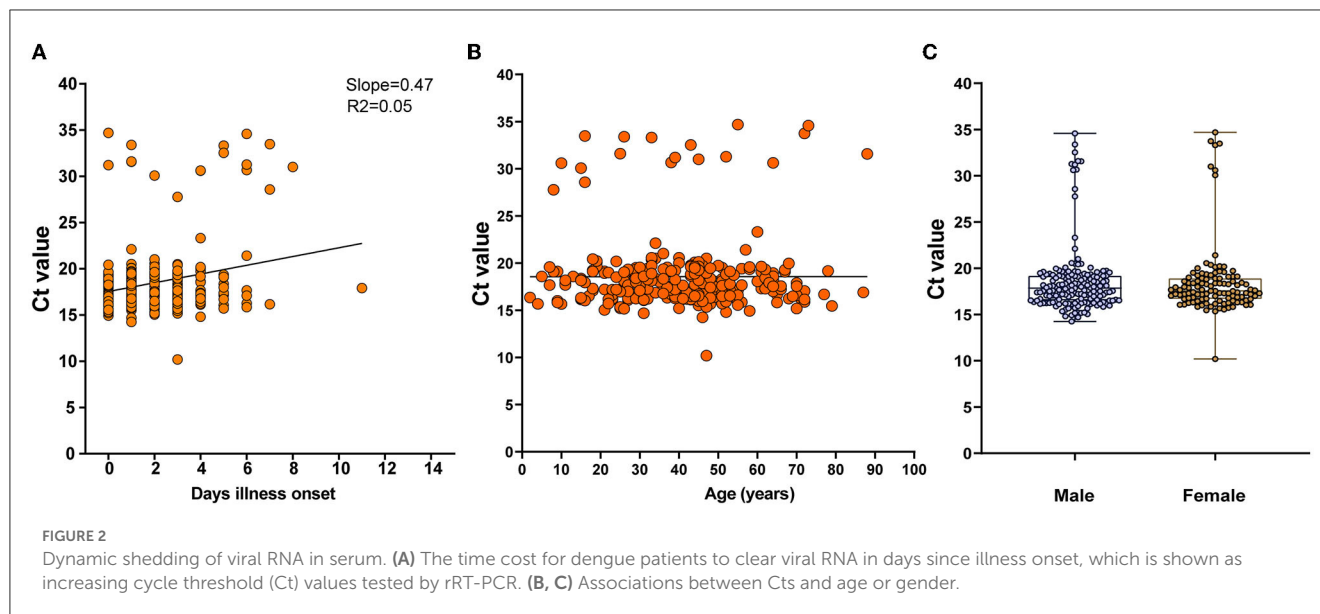 A
Slope=0.47
R2=0.05
Ct value
40
35
30
25
20
15
10
5
0
0 2 4 6 8 10 12 14
Days illness onset
B
Ct value
40
35
30
25
20
15
10
5
0
0 10 20 30 40 50 60 70 80 90 100
Age (years)
C
Ct value
40
35
30
25
20
15
10
5
0
Male Female
FIGURE 2
Dynamic shedding of viral RNA in serum. (A) The time cost for dengue patients to clear viral RNA in days since illness onset, which is shown as
increasing cycle threshold (Ct) values tested by rRT-PCR. (B, C) Associations between Cts and age or gender.